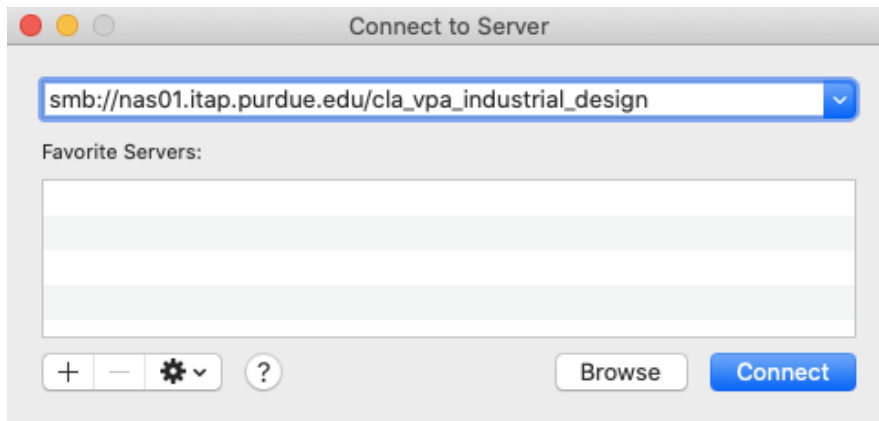 Connect to Server
smb://nas01.itap.purdue.edu/cla_vpa_industrial_design
Favorite Servers:
+ − ? Browse Connect